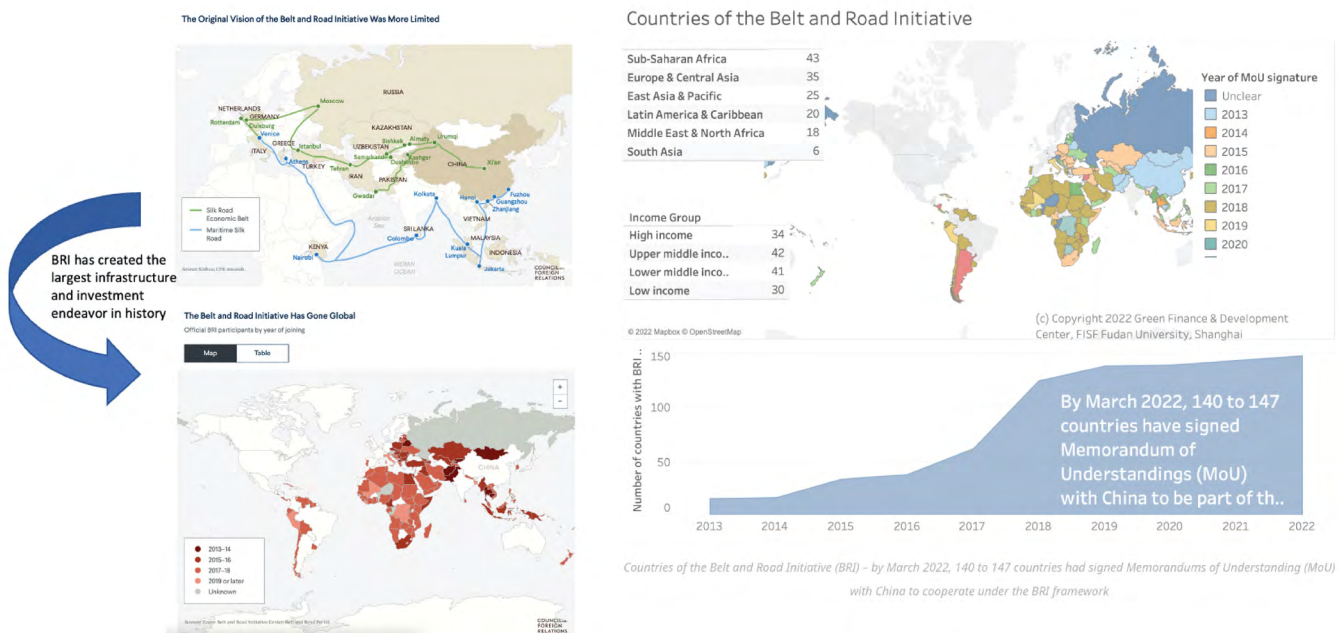 The Original Vision of the Belt and Road Initiative Was More Limited
Moscow
RUSSIA
NETHERLANDS
GERMANY
Rotterdam
Duisburg
Venice
ITALY
GREECE
Istanbul
Athens
TURKEY
KAZAKHSTAN
Bishkek
Almaty
Urumqi
UZBEKISTAN
Samarkand
Kashgar
Dushanbe
Tehran
IRAN
PAKISTAN
Gwadar
CHINA
Xi'an
Kolkata
Hanoi
Fuzhou
Guangzhou
Zhanjiang
VIETNAM
Arabian
Sea
SRI LANKA
Colombo
MALAYSIA
Kuala
Lumpur
INDONESIA
Jakarta
KENYA
Nairobi
INDIAN
OCEAN
Silk Road
Economic Belt
Maritime Silk
Road
COUNCIL on
FOREIGN
RELATIONS
BRI has created the
largest infrastructure
and investment
endeavor in history
The Belt and Road Initiative Has Gone Global
Official BRI participants by year of joining
Map
Table
+
−
CHINA
2013–14
2015–16
2017–18
2019 or later
Unknown
COUNCIL on
FOREIGN
RELATIONS
Countries of the Belt and Road Initiative
Sub-Saharan Africa 43
Europe & Central Asia 35
East Asia & Pacific 25
Latin America & Caribbean 20
Middle East & North Africa 18
South Asia 6
Income Group
High income 34
Upper middle inco.. 42
Lower middle inco.. 41
Low income 30
Year of MoU signature
Unclear
2013
2014
2015
2016
2017
2018
2019
2020
© 2022 Mapbox © OpenStreetMap
(c) Copyright 2022 Green Finance & Development
Center, FISF Fudan University, Shanghai
Number of countries with BRI ..
150
100
50
0
By March 2022, 140 to 147
countries have signed
Memorandum of
Understandings (MoU)
with China to be part of th..
2013 2014 2015 2016 2017 2018 2019 2020 2021 2022
Countries of the Belt and Road Initiative (BRI) – by March 2022, 140 to 147 countries had signed Memorandums of Understanding (MoU)
with China to cooperate under the BRI framework